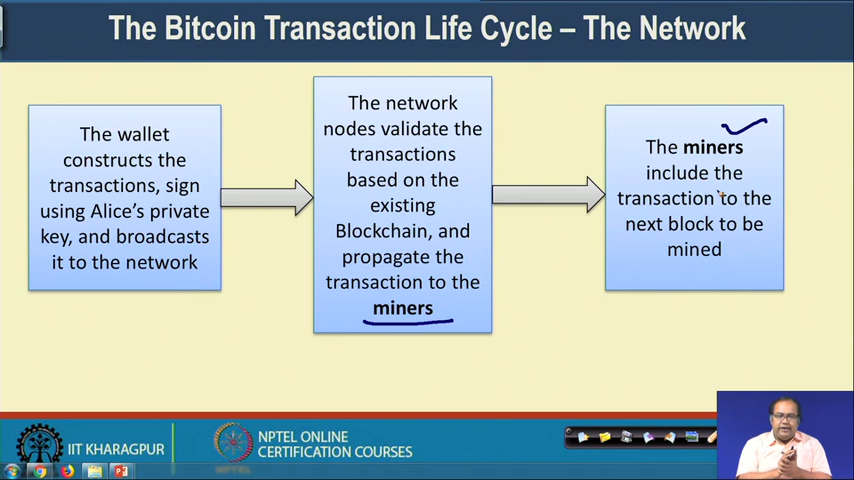 The Bitcoin Transaction Life Cycle – The Network
The wallet
constructs the
transactions, sign
using Alice's private
key, and broadcasts
it to the network
The network
nodes validate the
transactions
based on the
existing
Blockchain, and
propagate the
transaction to the
miners
The miners
include the
transaction to the
next block to be
mined
IIT KHARAGPUR
NPTEL ONLINE
CERTIFICATION COURSES
NPTEL